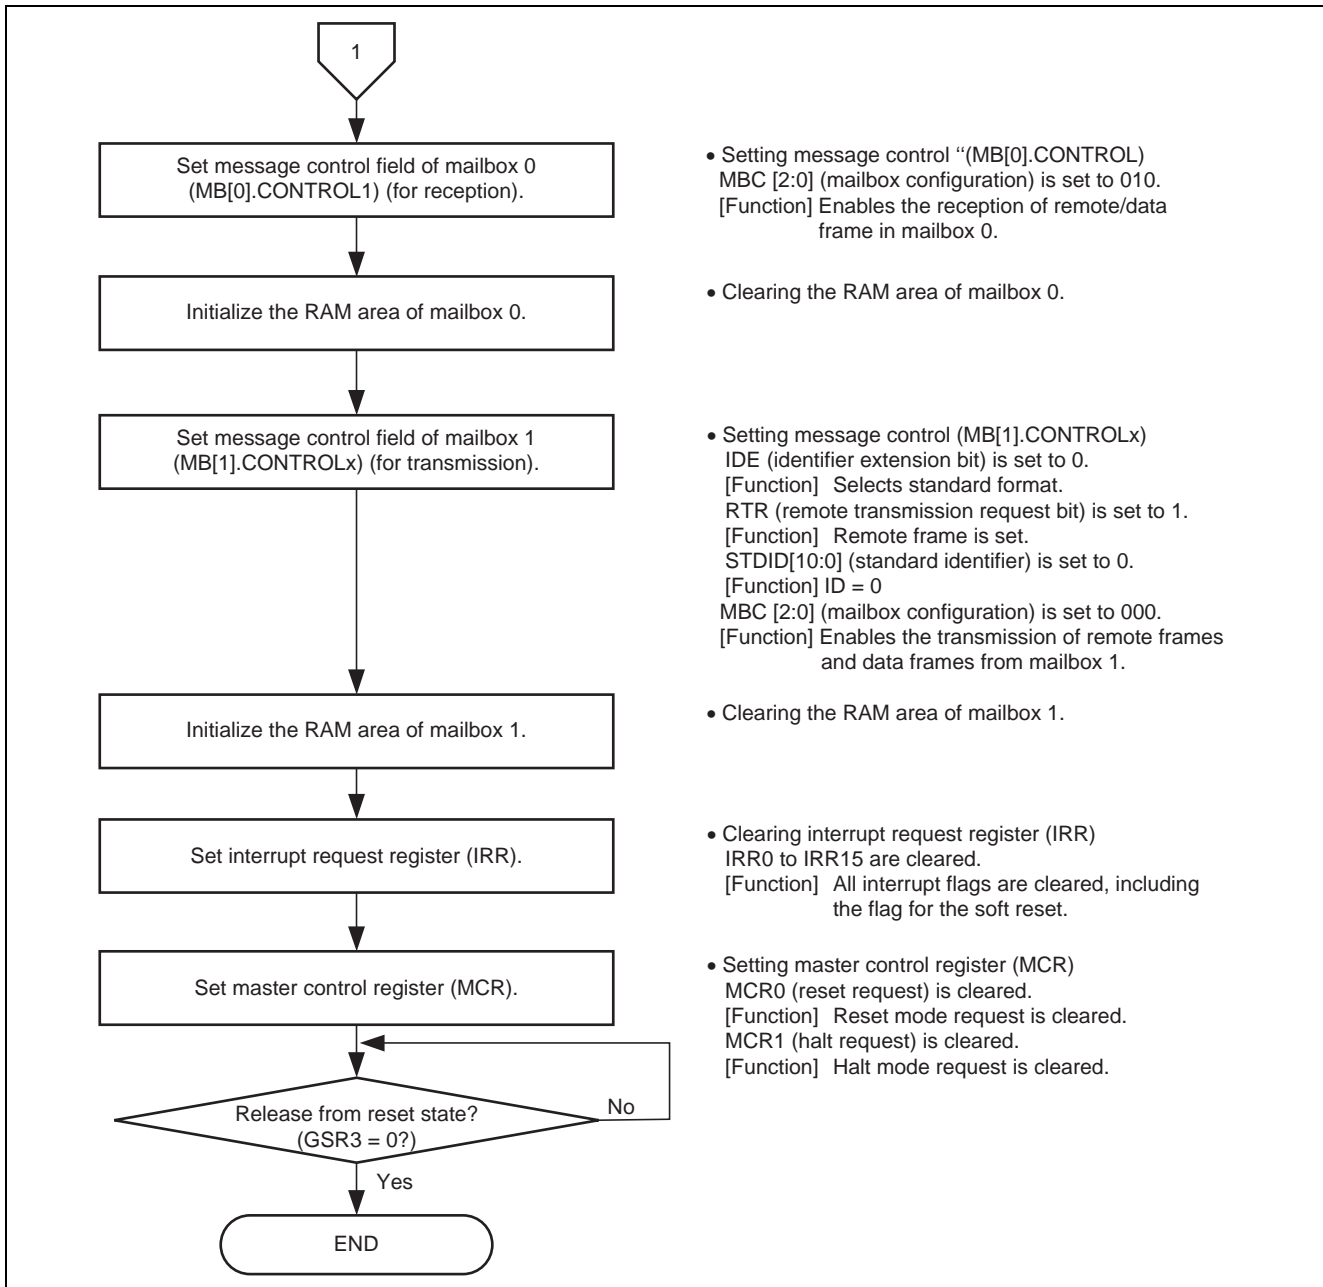 1
Set message control field of mailbox 0
(MB[0].CONTROL1) (for reception).
• Setting message control “(MB[0].CONTROL)
MBC [2:0] (mailbox configuration) is set to 010.
[Function] Enables the reception of remote/data
frame in mailbox 0.
Initialize the RAM area of mailbox 0.
• Clearing the RAM area of mailbox 0.
Set message control field of mailbox 1
(MB[1].CONTROLx) (for transmission).
• Setting message control (MB[1].CONTROLx)
IDE (identifier extension bit) is set to 0.
[Function] Selects standard format.
RTR (remote transmission request bit) is set to 1.
[Function] Remote frame is set.
STDID[10:0] (standard identifier) is set to 0.
[Function] ID = 0
MBC [2:0] (mailbox configuration) is set to 000.
[Function] Enables the transmission of remote frames
and data frames from mailbox 1.
Initialize the RAM area of mailbox 1.
• Clearing the RAM area of mailbox 1.
Set interrupt request register (IRR).
• Clearing interrupt request register (IRR)
IRR0 to IRR15 are cleared.
[Function] All interrupt flags are cleared, including
the flag for the soft reset.
Set master control register (MCR).
• Setting master control register (MCR)
MCR0 (reset request) is cleared.
[Function] Reset mode request is cleared.
MCR1 (halt request) is cleared.
[Function] Halt mode request is cleared.
Release from reset state?
(GSR3 = 0?)
No
Yes
END